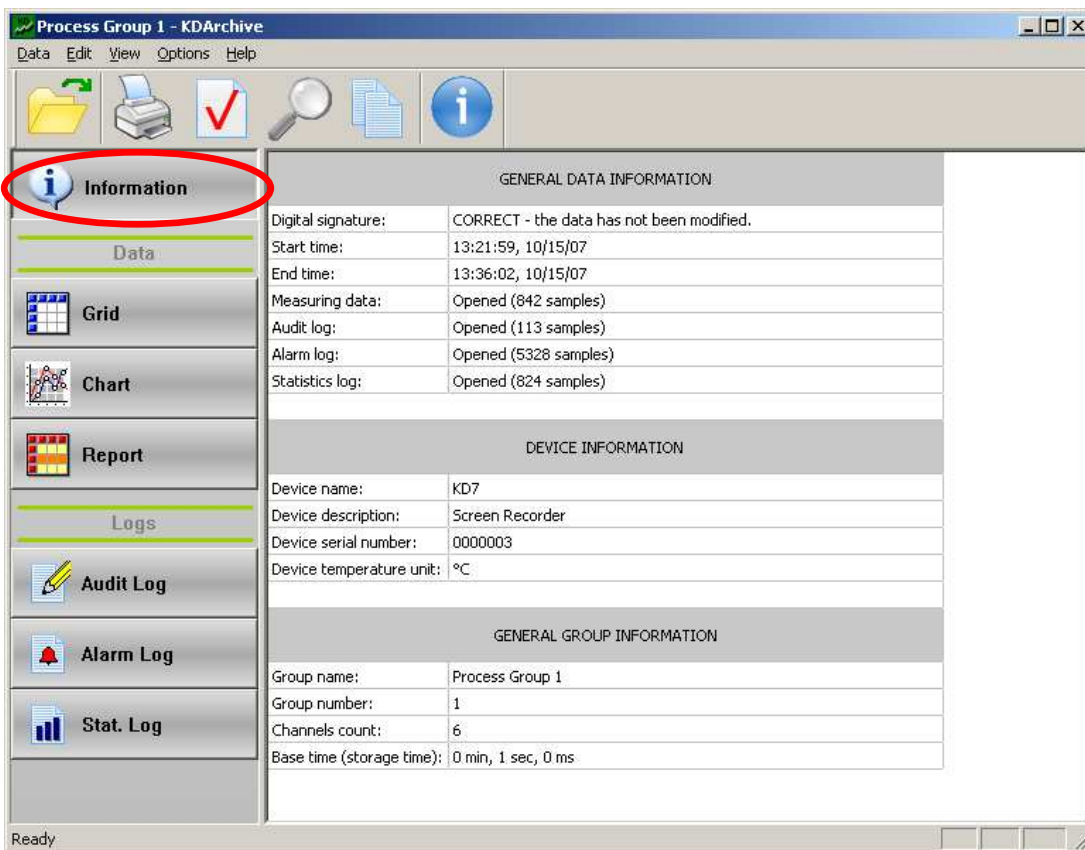 Process Group 1 - KDArchive
Data Edit View Options Help
Information
Data
Grid
Chart
Report
Logs
Audit Log
Alarm Log
Stat. Log
GENERAL DATA INFORMATION
Digital signature: CORRECT - the data has not been modified.
Start time: 13:21:59, 10/15/07
End time: 13:36:02, 10/15/07
Measuring data: Opened (842 samples)
Audit log: Opened (113 samples)
Alarm log: Opened (5328 samples)
Statistics log: Opened (824 samples)
DEVICE INFORMATION
Device name: KD7
Device description: Screen Recorder
Device serial number: 0000003
Device temperature unit: °C
GENERAL GROUP INFORMATION
Group name: Process Group 1
Group number: 1
Channels count: 6
Base time (storage time): 0 min, 1 sec, 0 ms
Ready